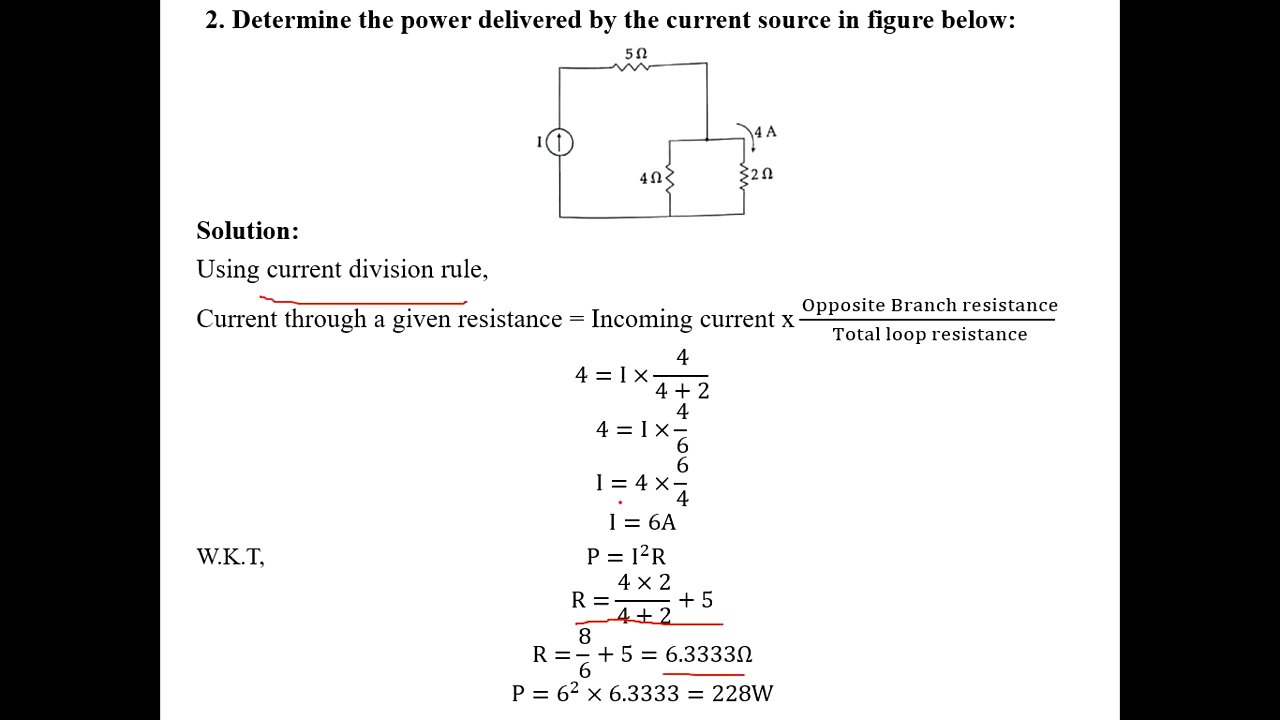 2. Determine the power delivered by the current source in figure below:
5Ω
I
4 A
4Ω
2Ω
Solution:
Using current division rule,
Current through a given resistance = Incoming current x Opposite Branch resistance / Total loop resistance
4 = I × 4 / 4 + 2
4 = I × 4 / 6
I = 4 × 6 / 4
I = 6A
W.K.T, P = I²R
R = 4 × 2 / 4 + 2 + 5
R = 8 / 6 + 5 = 6.3333Ω
P = 6² × 6.3333 = 228W